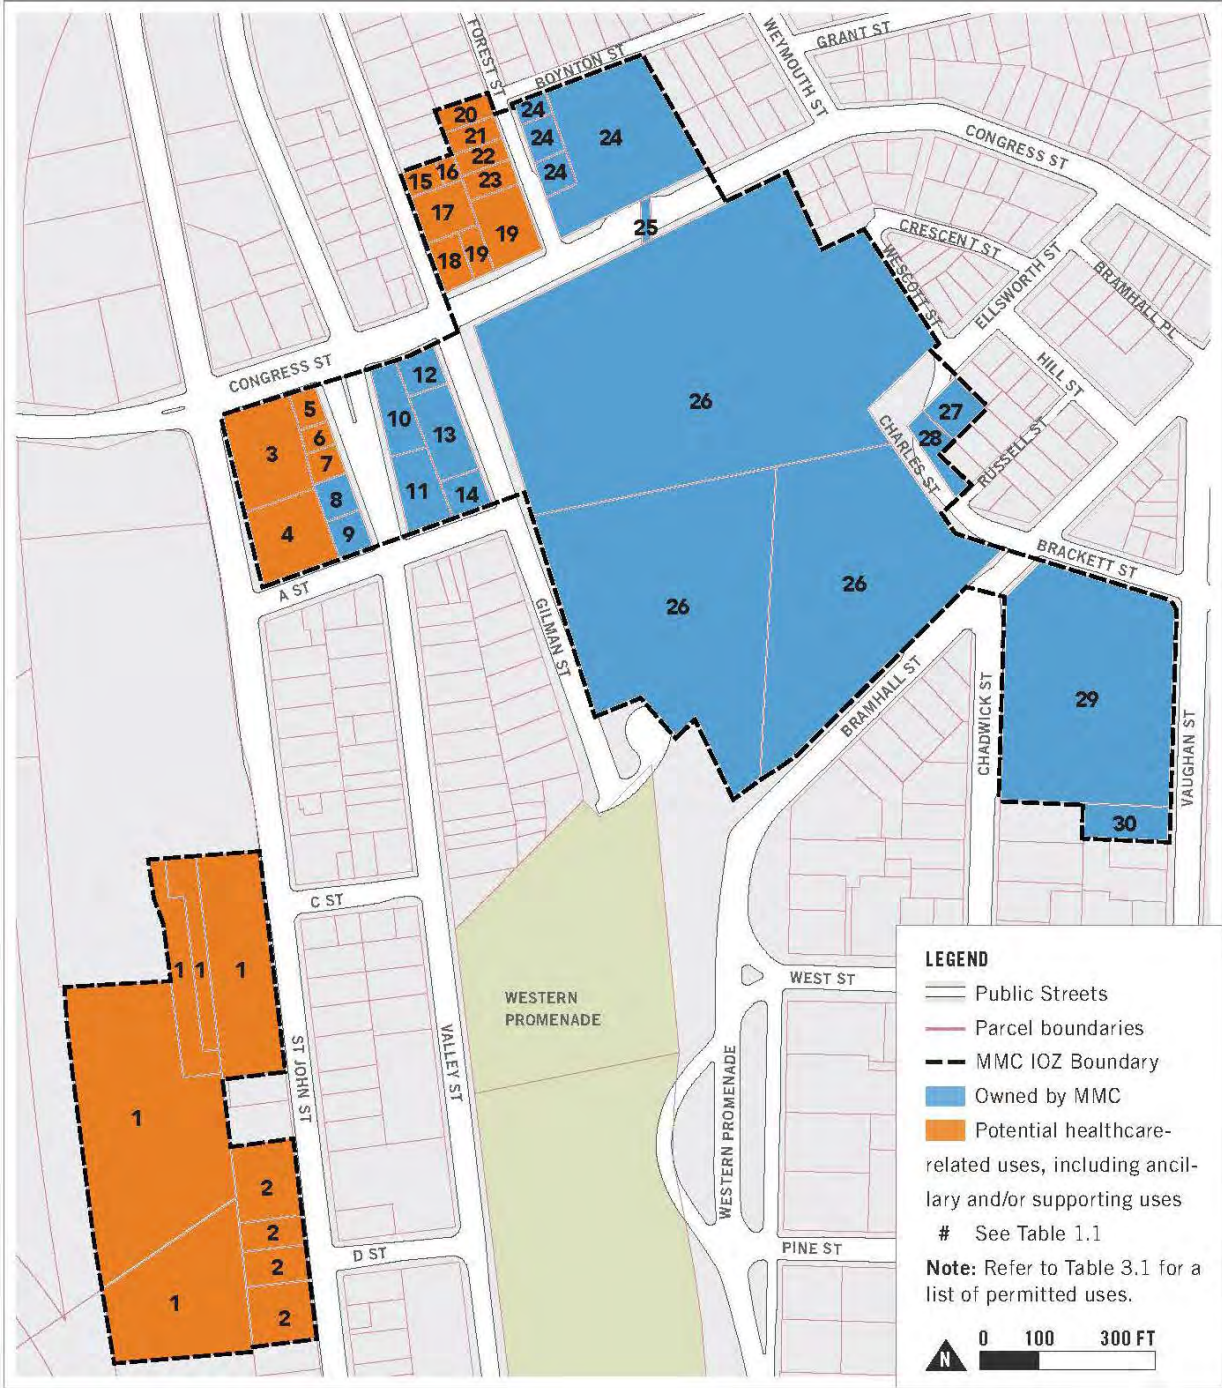 FOREST ST
BOYNTON ST
WEYMOUTH ST
GRANT ST
CONGRESS ST
20
21
22
23
15
16
17
18
19
19
24
24
24
24
25
CRESCENT ST
WESCOTT ST
ELLSWORTH ST
BRAMHALL PL
HILL ST
RUSSELL ST
CONGRESS ST
3
4
5
6
7
8
9
10
11
12
13
14
26
26
26
27
28
CHARLES ST
BRACKETT ST
A ST
GILMAN ST
BRAMHALL ST
CHADWICK ST
29
30
VAUGHAN ST
C ST
1
1
1
1
1
2
2
2
2
ST JOHN ST
VALLEY ST
D ST
WESTERN
PROMENADE
WESTERN PROMENADE
WEST ST
PINE ST
LEGEND
Public Streets
Parcel boundaries
MMC IOZ Boundary
Owned by MMC
Potential healthcare-
related uses, including ancil-
lary and/or supporting uses
# See Table 1.1
Note: Refer to Table 3.1 for a
list of permitted uses.
N
0 100 300 FT